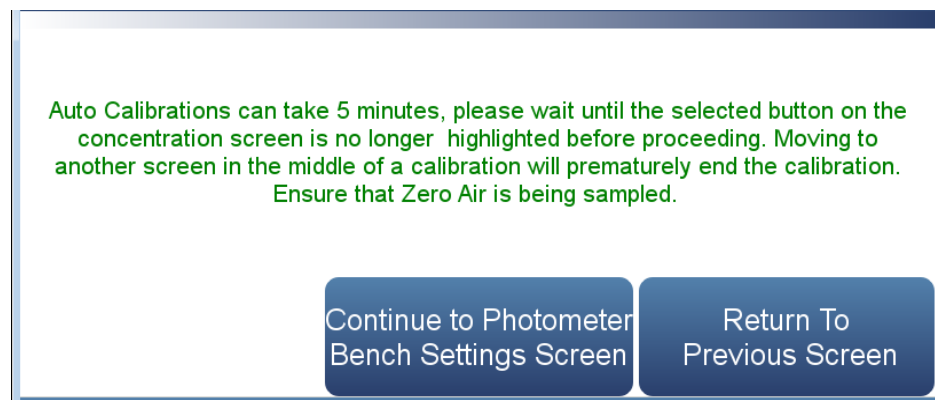 Auto Calibrations can take 5 minutes, please wait until the selected button on the
concentration screen is no longer  highlighted before proceeding. Moving to
another screen in the middle of a calibration will prematurely end the calibration.
Ensure that Zero Air is being sampled.
Continue to Photometer
Bench Settings Screen
Return To
Previous Screen